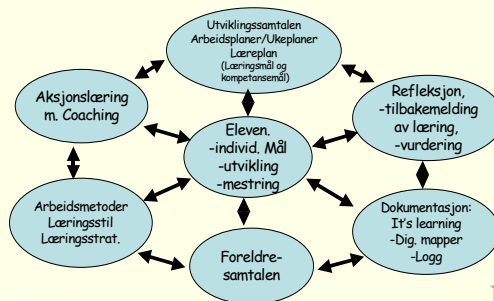 Utviklingssamtalen
Arbeidsplaner/Ukeplaner
Læreplan
(Læringsmål og
kompetansemål)
Aksjonslæring
m. Coaching
Refleksjon,
-tilbakemelding
av læring,
-vurdering
Eleven.
-individ. Mål
-utvikling
-mestring
Arbeidsmetoder
Læringsstil
Læringsstrat.
Dokumentasjon:
It's learning
-Dig. mapper
-Logg
Foreldre-
samtalen